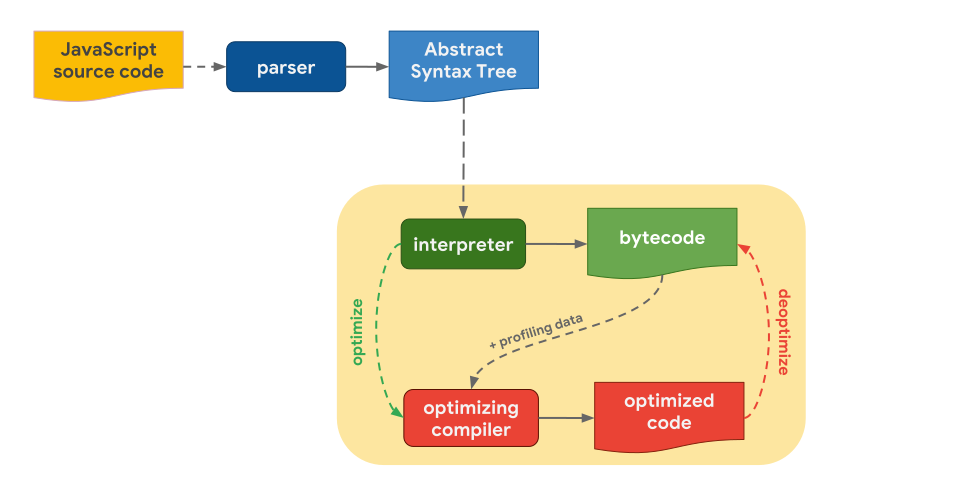 JavaScript
source code
parser
Abstract
Syntax Tree
interpreter
bytecode
optimize
+ profiling data
deoptimize
optimizing
compiler
optimized
code